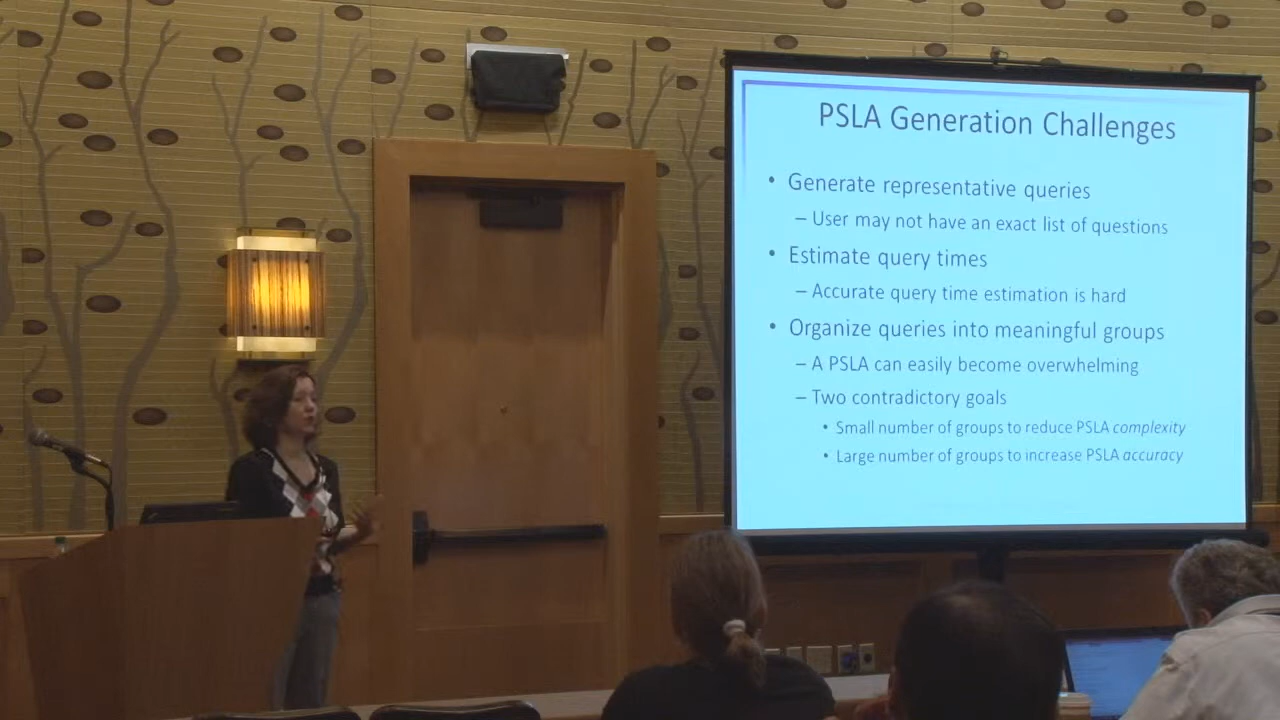 PSLA Generation Challenges
• Generate representative queries
– User may not have an exact list of questions
• Estimate query times
– Accurate query time estimation is hard
• Organize queries into meaningful groups
– A PSLA can easily become overwhelming
– Two contradictory goals
• Small number of groups to reduce PSLA complexity
• Large number of groups to increase PSLA accuracy